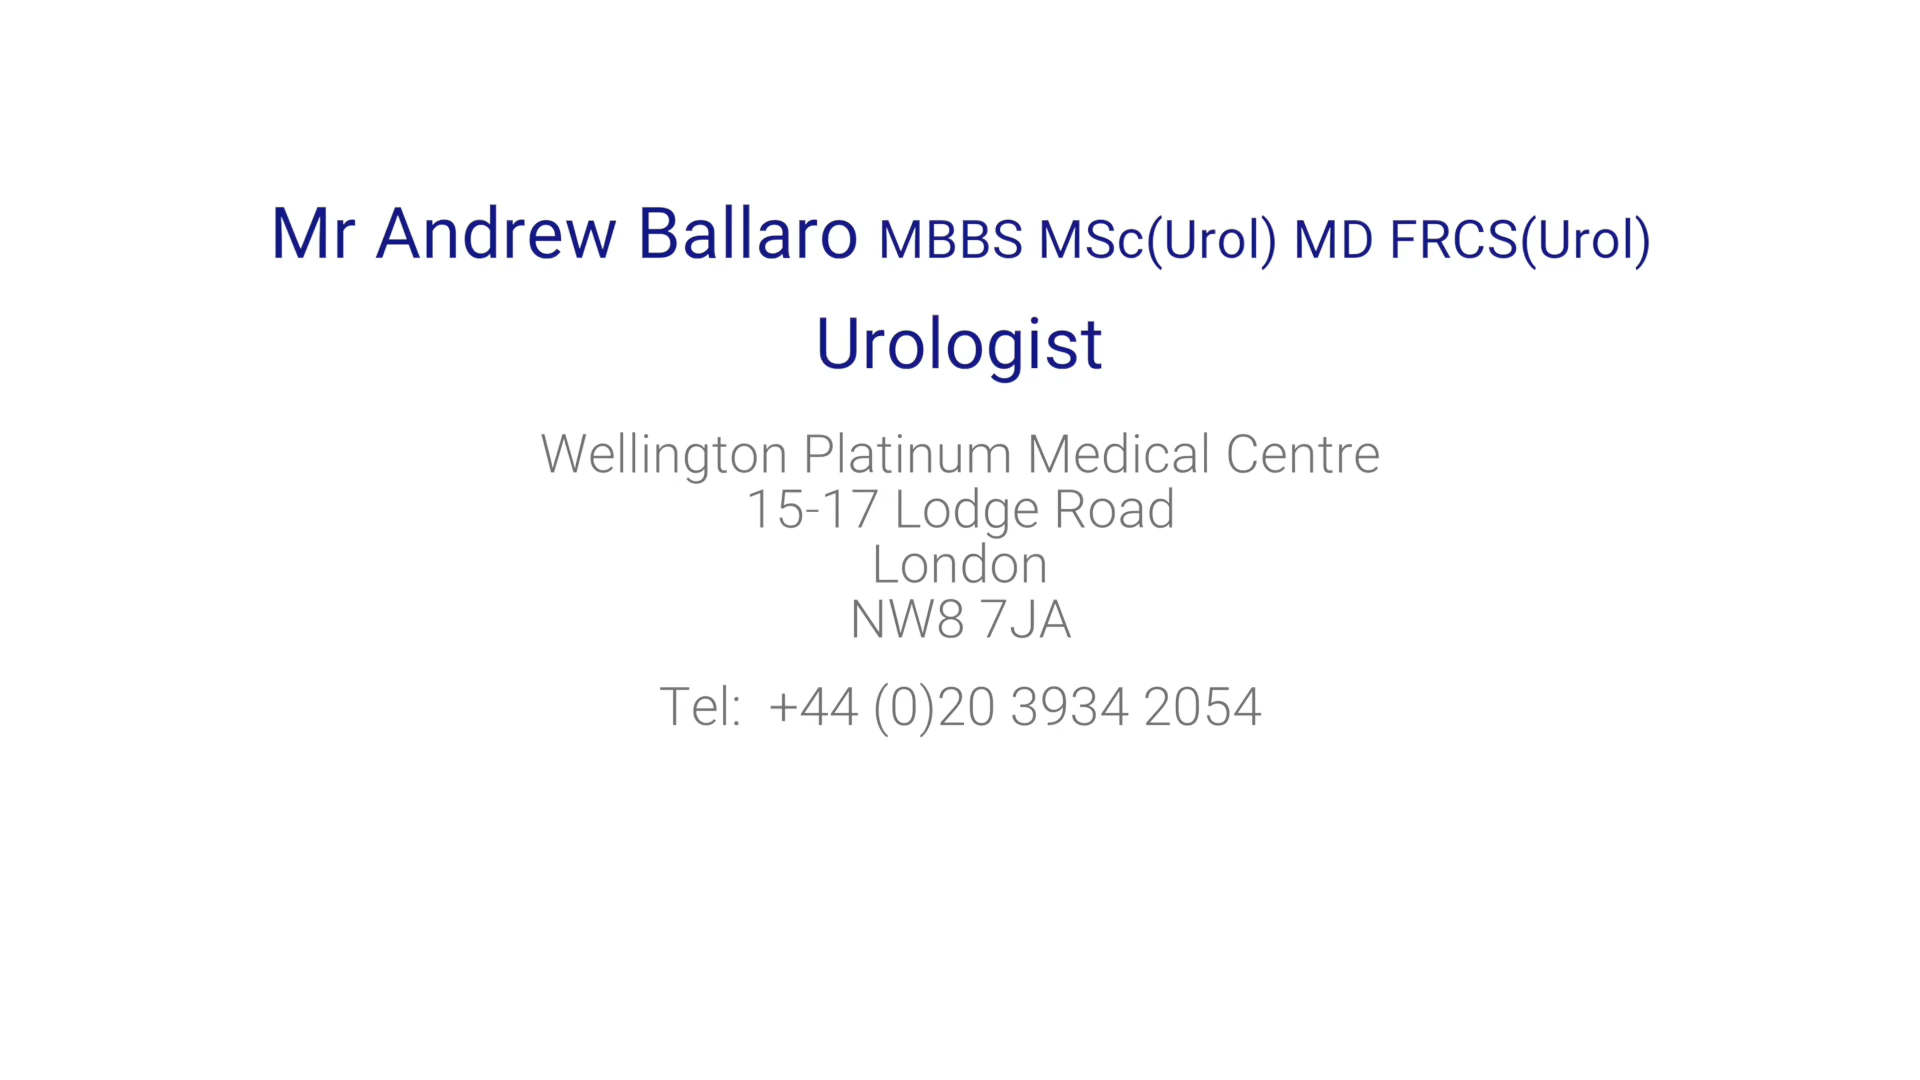 Mr Andrew Ballaro MBBS MSc(Urol) MD FRCS(Urol)
Urologist
Wellington Platinum Medical Centre
15-17 Lodge Road
London
NW8 7JA
Tel:  +44 (0)20 3934 2054